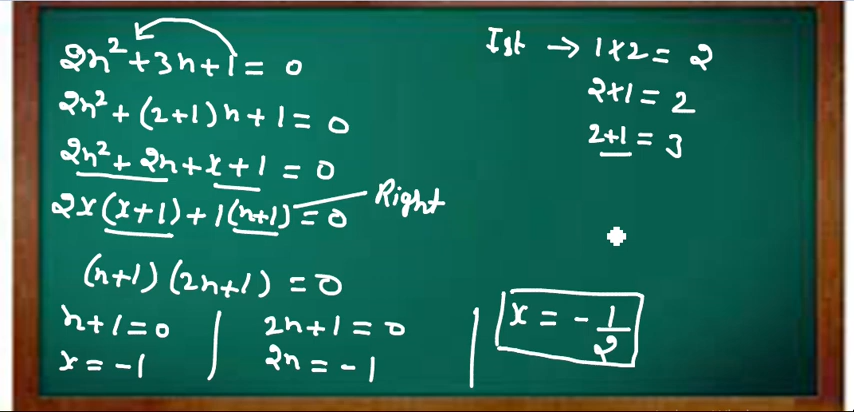 2x² + 3x + 1 = 0
2x² + (2+1)x + 1 = 0
2x² + 2x + x + 1 = 0
2x(x+1) + 1(x+1) = 0
Right
(x+1) (2x+1) = 0
x+1 = 0 | 2x+1 = 0
x = -1 | 2x = -1
x = - 1/2
Ist → 1×2 = 2
2×1 = 2
2+1 = 3